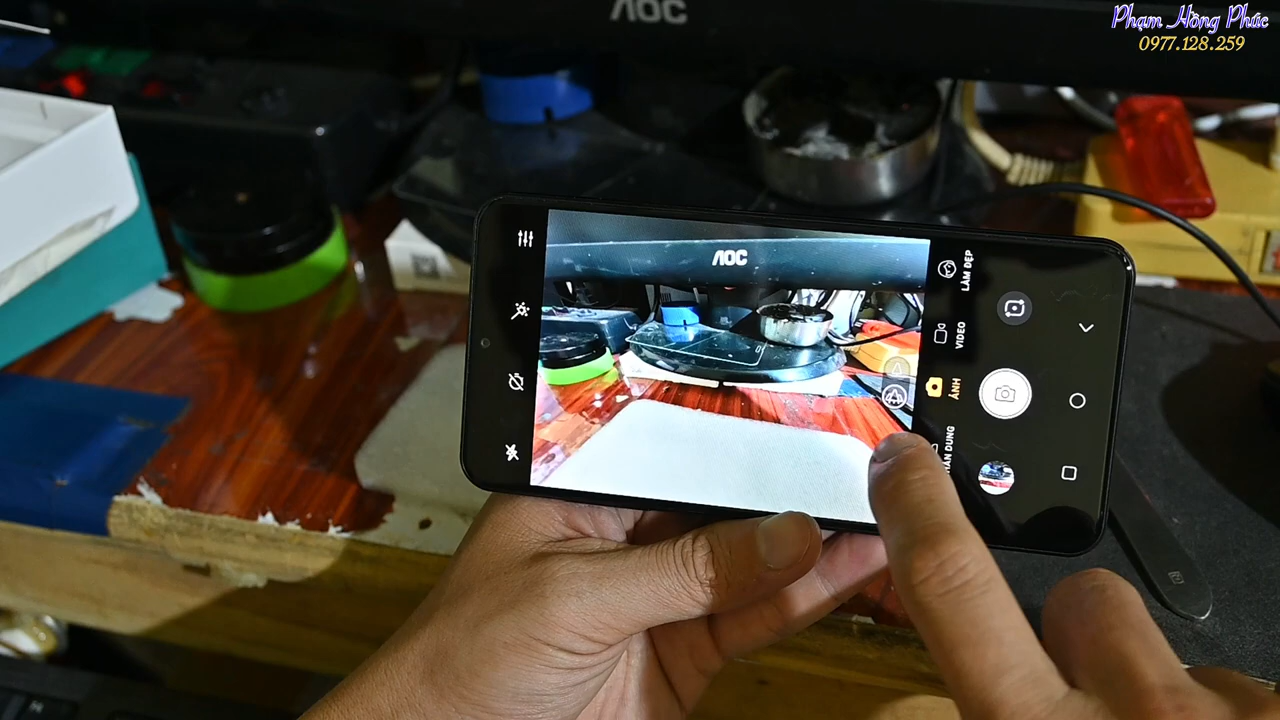 Phạm Hồng Phúc
0977.128.259
AOC
AOC
LÀM ĐẸP
VIDEO
ẢNH